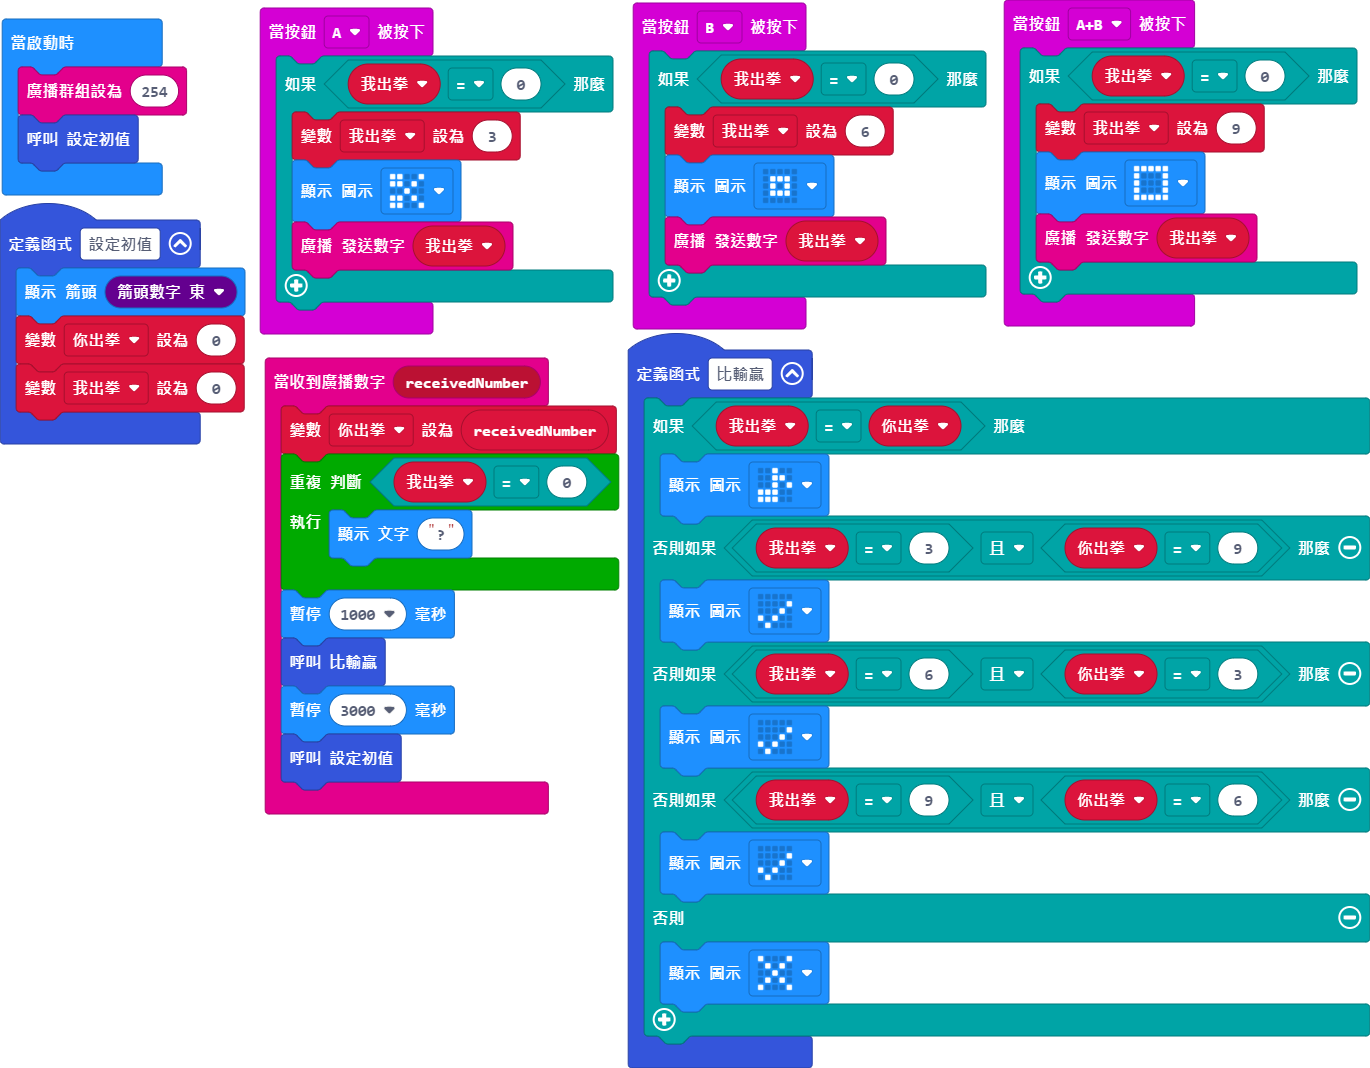 當啟動時
廣播群組設為 254
呼叫 設定初值
定義函式 設定初值
顯示 箭頭 箭頭數字 東
變數 你出拳 設為 0
變數 我出拳 設為 0
當按鈕 A 被按下
如果 我出拳 = 0 那麼
變數 我出拳 設為 3
顯示 圖示
廣播 發送數字 我出拳
當按鈕 B 被按下
如果 我出拳 = 0 那麼
變數 我出拳 設為 6
顯示 圖示
廣播 發送數字 我出拳
當按鈕 A+B 被按下
如果 我出拳 = 0 那麼
變數 我出拳 設為 9
顯示 圖示
廣播 發送數字 我出拳
當收到廣播數字 receivedNumber
變數 你出拳 設為 receivedNumber
重複 判斷 我出拳 = 0
執行 顯示 文字 "?"
暫停 1000 毫秒
呼叫 比輸贏
暫停 3000 毫秒
呼叫 設定初值
定義函式 比輸贏
如果 我出拳 = 你出拳 那麼
顯示 圖示
否則如果 我出拳 = 3 且 你出拳 = 9 那麼
顯示 圖示
否則如果 我出拳 = 6 且 你出拳 = 3 那麼
顯示 圖示
否則如果 我出拳 = 9 且 你出拳 = 6 那麼
顯示 圖示
否則
顯示 圖示